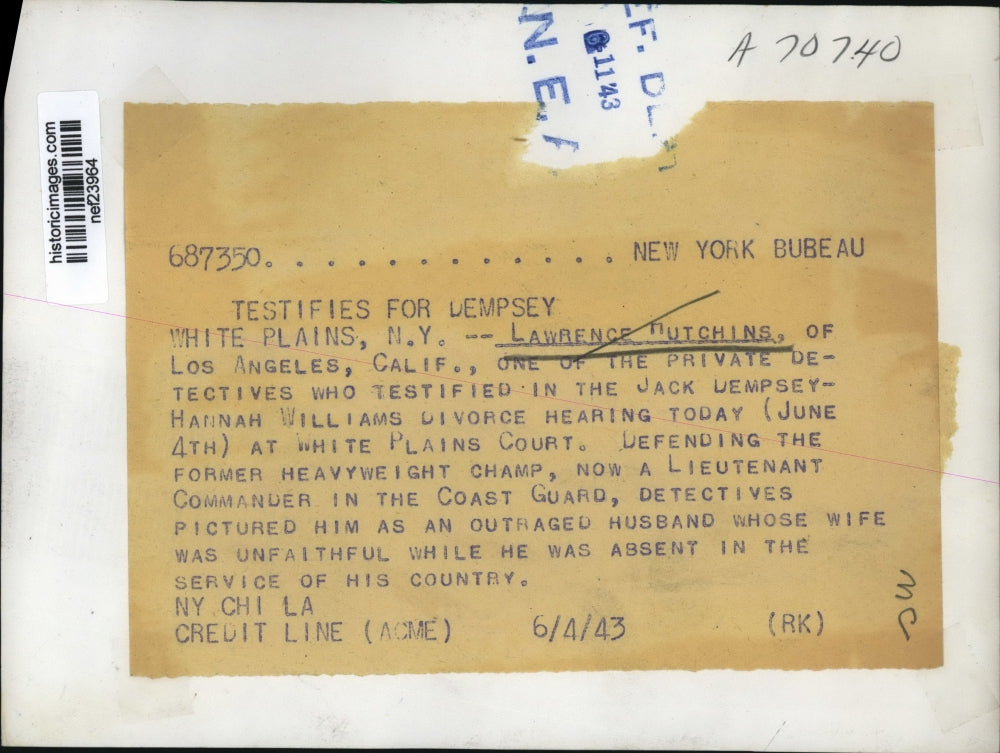 N.E.A
6-11'43
EF. DE
A 70740
historicimages.com
nef23964
687350. . . . . . . . . . . . . NEW YORK BUBEAU
TESTIFIES FOR DEMPSEY
WHITE PLAINS, N.Y. -- LAWRENCE HUTCHINS, OF
LOS ANGELES, CALIF., ONE OF THE PRIVATE DE-
TECTIVES WHO TESTIFIED IN THE JACK DEMPSEY-
HANNAH WILLIAMS DIVORCE HEARING TODAY (JUNE
4TH) AT WHITE PLAINS COURT. DEFENDING THE
FORMER HEAVYWEIGHT CHAMP, NOW A LIEUTENANT
COMMANDER IN THE COAST GUARD, DETECTIVES
PICTURED HIM AS AN OUTRAGED HUSBAND WHOSE WIFE
WAS UNFAITHFUL WHILE HE WAS ABSENT IN THE
SERVICE OF HIS COUNTRY.
NY CHI LA
CREDIT LINE (ACME) 6/4/43 (RK)